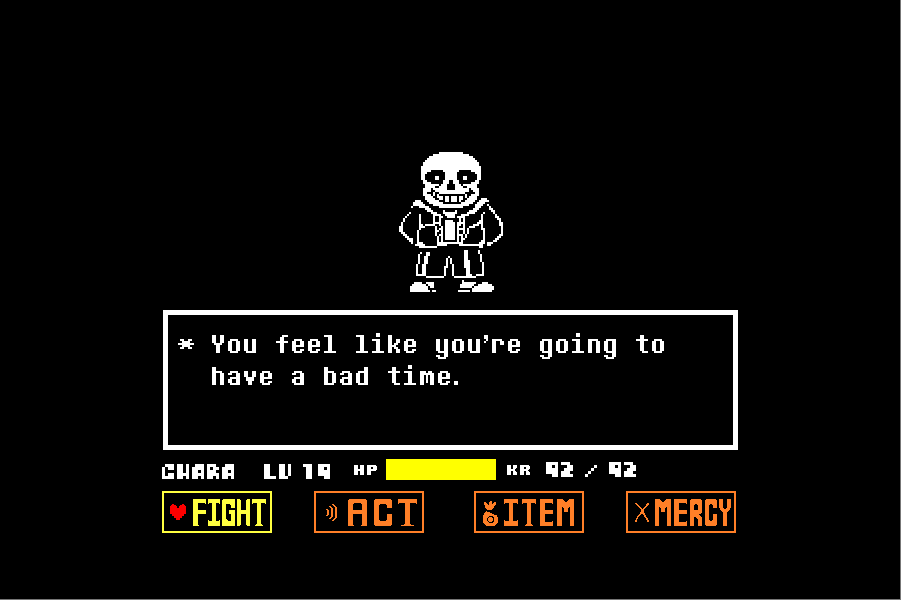 * You feel like you're going to
have a bad time.
CHARA LV 19 HP KR 92 / 92
FIGHT ACT ITEM MERCY